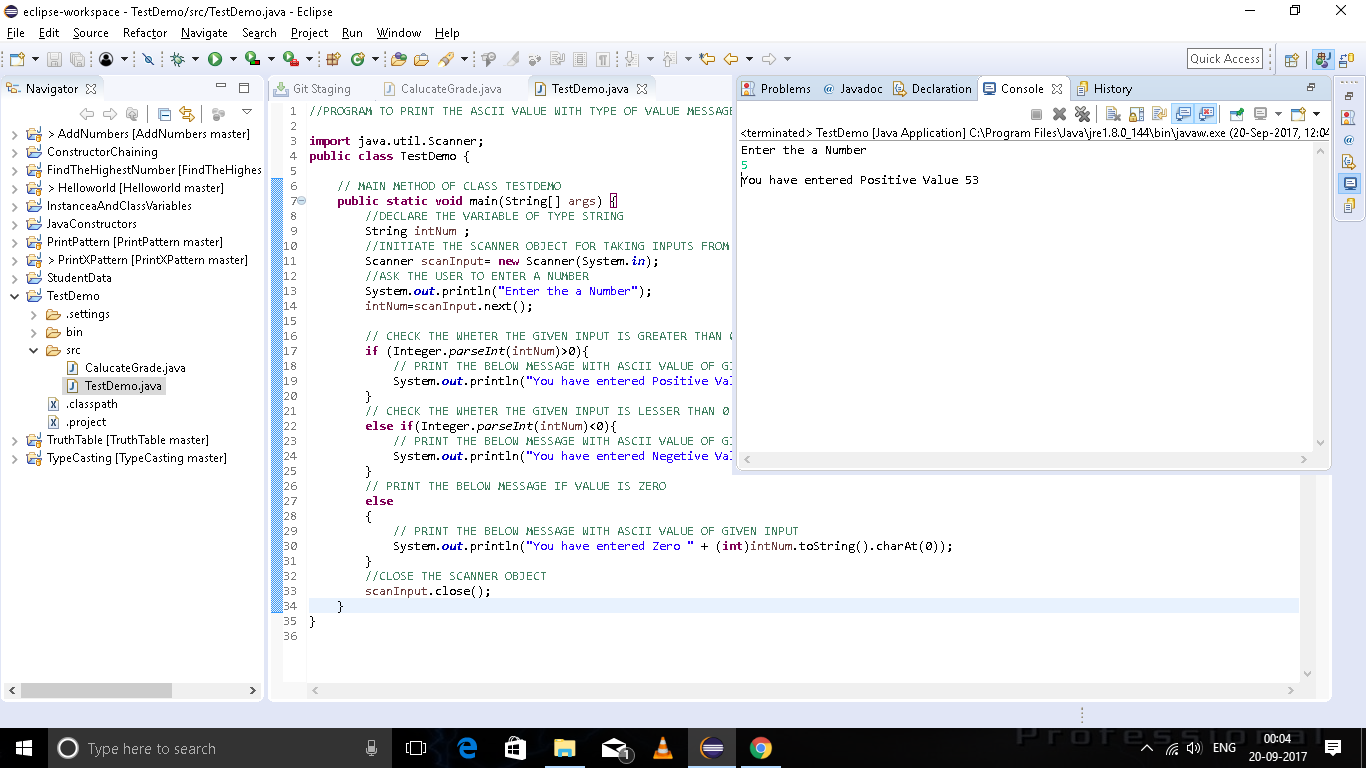 eclipse-workspace - TestDemo/src/TestDemo.java - Eclipse
File Edit Source Refactor Navigate Search Project Run Window Help
Quick Access
Navigator
> AddNumbers [AddNumbers master]
ConstructorChaining
FindTheHighestNumber [FindTheHighes
> Helloworld [Helloworld master]
InstanceaAndClassVariables
JavaConstructors
PrintPattern [PrintPattern master]
> PrintXPattern [PrintXPattern master]
StudentData
TestDemo
.settings
bin
src
CalucateGrade.java
TestDemo.java
.classpath
.project
TruthTable [TruthTable master]
TypeCasting [TypeCasting master]
Git Staging CalucateGrade.java TestDemo.java
1 //PROGRAM TO PRINT THE ASCII VALUE WITH TYPE OF VALUE MESSAGE
2
3 import java.util.Scanner;
4 public class TestDemo {
5
6 // MAIN METHOD OF CLASS TESTDEMO
7 public static void main(String[] args) {
8 //DECLARE THE VARIABLE OF TYPE STRING
9 String intNum ;
10 //INITIATE THE SCANNER OBJECT FOR TAKING INPUTS FROM
11 Scanner scanInput= new Scanner(System.in);
12 //ASK THE USER TO ENTER A NUMBER
13 System.out.println("Enter the a Number");
14 intNum=scanInput.next();
15
16 // CHECK THE WHETER THE GIVEN INPUT IS GREATER THAN 0
17 if (Integer.parseInt(intNum)>0){
18 // PRINT THE BELOW MESSAGE WITH ASCII VALUE OF GI
19 System.out.println("You have entered Positive Val
20 }
21 // CHECK THE WHETER THE GIVEN INPUT IS LESSER THAN 0
22 else if(Integer.parseInt(intNum)<0){
23 // PRINT THE BELOW MESSAGE WITH ASCII VALUE OF GI
24 System.out.println("You have entered Negetive Val
25 }
26 // PRINT THE BELOW MESSAGE IF VALUE IS ZERO
27 else
28 {
29 // PRINT THE BELOW MESSAGE WITH ASCII VALUE OF GIVEN INPUT
30 System.out.println("You have entered Zero " + (int)intNum.toString().charAt(0));
31 }
32 //CLOSE THE SCANNER OBJECT
33 scanInput.close();
34 }
35 }
36
Problems @ Javadoc Declaration Console History
<terminated> TestDemo [Java Application] C:\Program Files\Java\jre1.8.0_144\bin\javaw.exe (20-Sep-2017, 12:04
Enter the a Number
5
You have entered Positive Value 53
Professional
Type here to search
1
ENG
00:04
20-09-2017